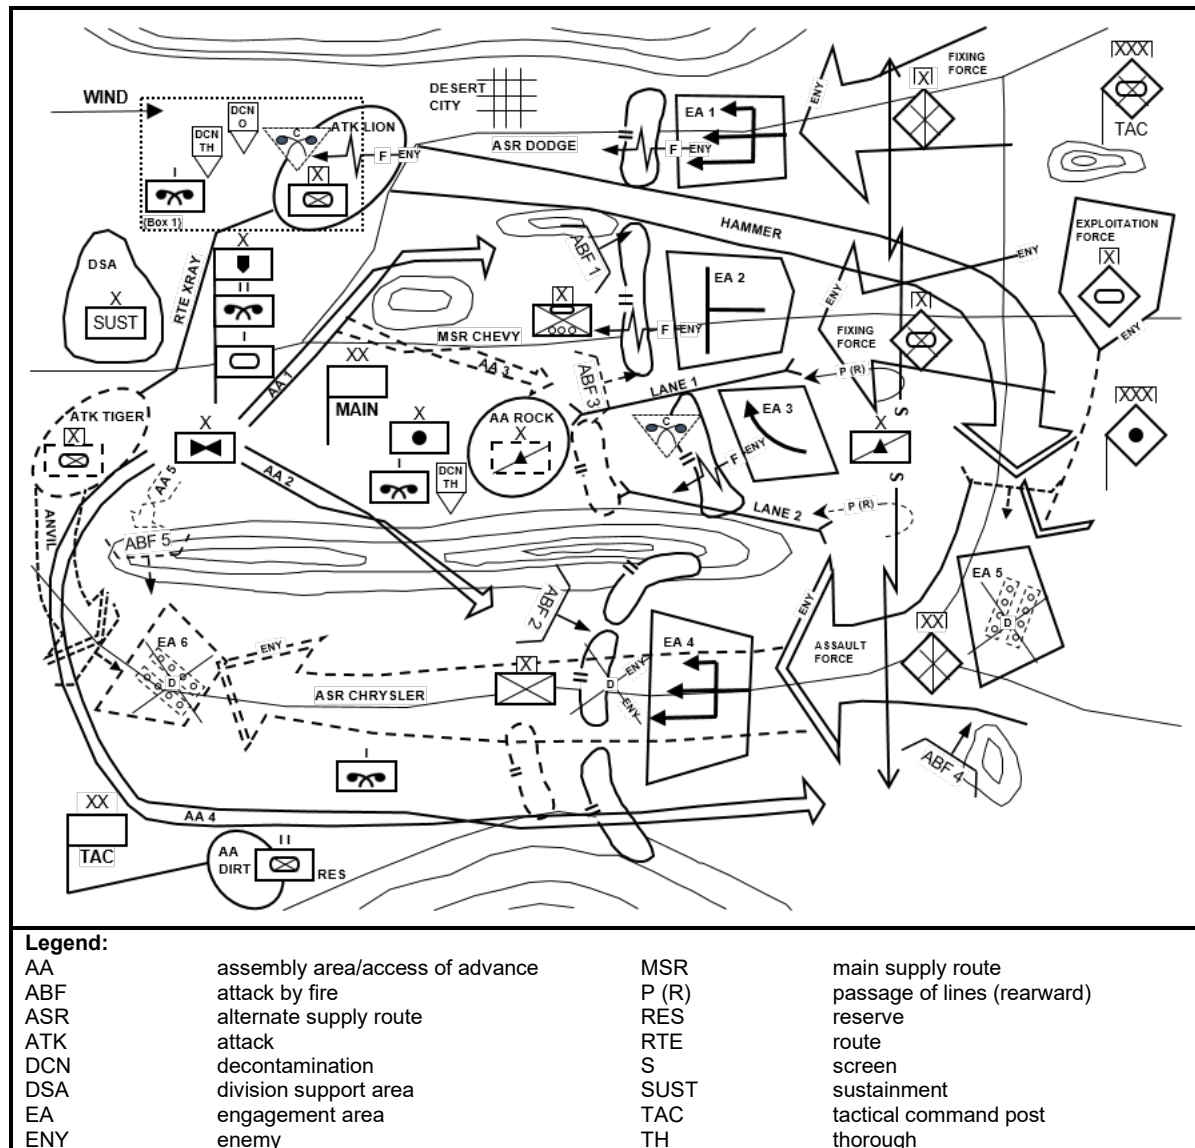 FIXING
FORCE
XXX
TAC
X
ENY
WIND
DESERT
CITY
DCN
O
DCN
TH
C
ATK LION
F
ENY
I
X
(Box 1)
ASR DODGE
EA 1
F
ENY
HAMMER
ENY
EXPLOITATION
FORCE
X
ENY
DSA
X
SUST
RTE XRAY
X
II
I
ABF 1
EA 2
X
MSR CHEVY
F
ENY
ENY
FIXING
FORCE
X
AA 1
XX
MAIN
AA 3
ABF 3
LANE 1
P (R)
S
XXX
ATK TIGER
X
X
AA 5
AA 2
X
I
DCN
TH
AA ROCK
X
C
EA 3
F
ENY
X
S
LANE 2
P (R)
ANVIL
ABF 5
ABF 2
ENY
EA 5
D
EA 6
D
ENY
ASR CHRYSLER
X
ENY
D
ENY
EA 4
ASSAULT
FORCE
XX
I
ABF 4
XX
TAC
AA 4
AA
DIRT
II
RES
Legend:
AA assembly area/access of advance MSR main supply route
ABF attack by fire P (R) passage of lines (rearward)
ASR alternate supply route RES reserve
ATK attack RTE route
DCN decontamination S screen
DSA division support area SUST sustainment
EA engagement area TAC tactical command post
ENY enemy TH thorough